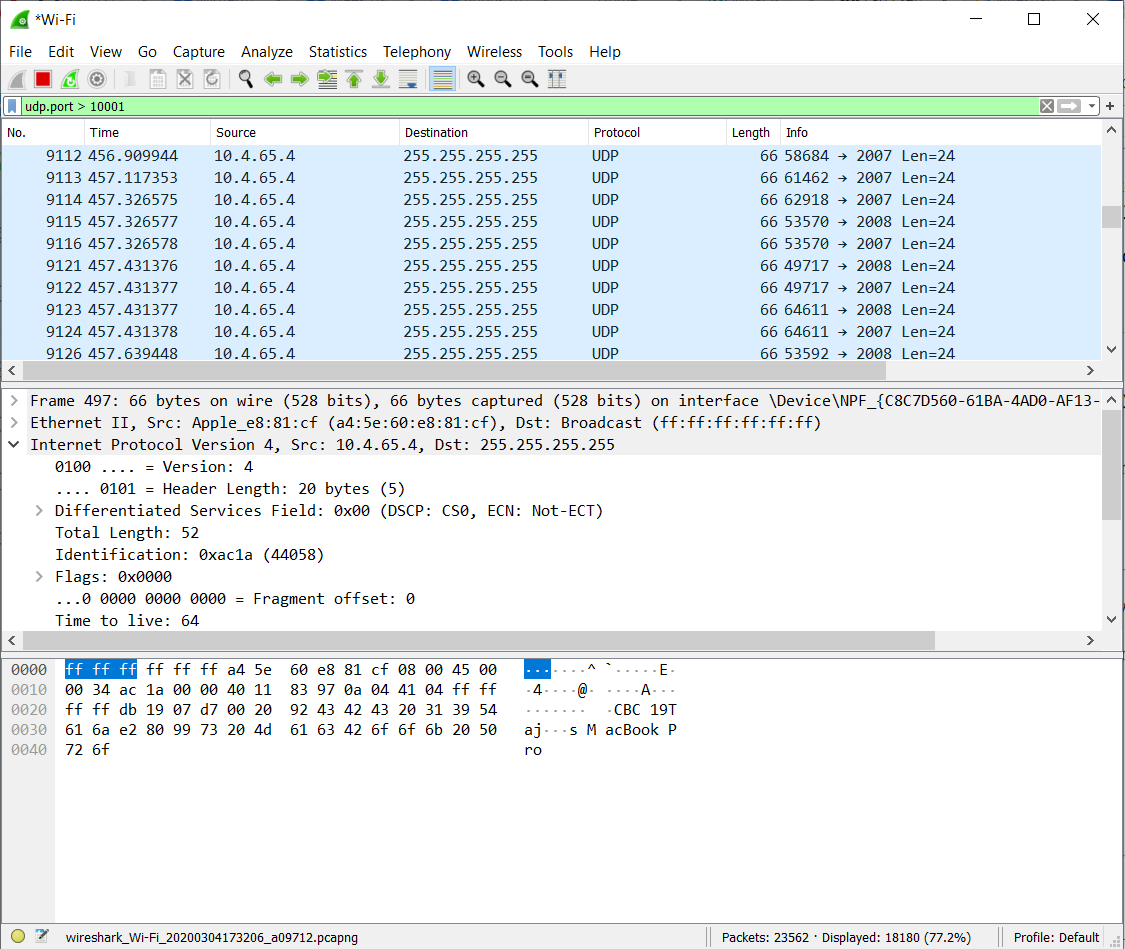 *Wi-Fi
File Edit View Go Capture Analyze Statistics Telephony Wireless Tools Help
udp.port > 10001
No. Time Source Destination Protocol Length Info
9112 456.909944 10.4.65.4 255.255.255.255 UDP 66 58684 → 2007 Len=24
9113 457.117353 10.4.65.4 255.255.255.255 UDP 66 61462 → 2007 Len=24
9114 457.326575 10.4.65.4 255.255.255.255 UDP 66 62918 → 2007 Len=24
9115 457.326577 10.4.65.4 255.255.255.255 UDP 66 53570 → 2008 Len=24
9116 457.326578 10.4.65.4 255.255.255.255 UDP 66 53570 → 2007 Len=24
9121 457.431376 10.4.65.4 255.255.255.255 UDP 66 49717 → 2008 Len=24
9122 457.431377 10.4.65.4 255.255.255.255 UDP 66 49717 → 2007 Len=24
9123 457.431377 10.4.65.4 255.255.255.255 UDP 66 64611 → 2008 Len=24
9124 457.431378 10.4.65.4 255.255.255.255 UDP 66 64611 → 2007 Len=24
9126 457.639448 10.4.65.4 255.255.255.255 UDP 66 53592 → 2008 Len=24
Frame 497: 66 bytes on wire (528 bits), 66 bytes captured (528 bits) on interface \Device\NPF_{C8C7D560-61BA-4AD0-AF13-
Ethernet II, Src: Apple_e8:81:cf (a4:5e:60:e8:81:cf), Dst: Broadcast (ff:ff:ff:ff:ff:ff)
Internet Protocol Version 4, Src: 10.4.65.4, Dst: 255.255.255.255
0100 .... = Version: 4
.... 0101 = Header Length: 20 bytes (5)
Differentiated Services Field: 0x00 (DSCP: CS0, ECN: Not-ECT)
Total Length: 52
Identification: 0xac1a (44058)
Flags: 0x0000
...0 0000 0000 0000 = Fragment offset: 0
Time to live: 64
0000 ff ff ff ff ff ff a4 5e 60 e8 81 cf 08 00 45 00 ·······^ `·····E·
0010 00 34 ac 1a 00 00 40 11 83 97 0a 04 41 04 ff ff ·4····@· ····A···
0020 ff ff db 19 07 d7 00 20 92 43 42 43 20 31 39 54 ······· ·CBC 19T
0030 61 6a e2 80 99 73 20 4d 61 63 42 6f 6f 6b 20 50 aj···s M acBook P
0040 72 6f ro
wireshark_Wi-Fi_20200304173206_a09712.pcapng Packets: 23562 · Displayed: 18180 (77.2%) Profile: Default